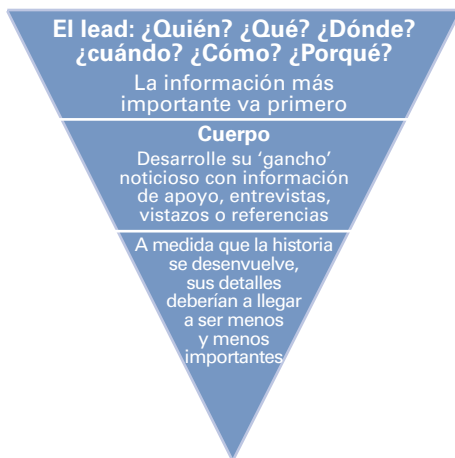 El lead: ¿Quién? ¿Qué? ¿Dónde?
¿cuándo? ¿Cómo? ¿Porqué?
La información más
importante va primero
Cuerpo
Desarrolle su ‘gancho’
noticioso con información
de apoyo, entrevistas,
vistazos o referencias
A medida que la historia
se desenvuelve,
sus detalles
deberían a llegar
a ser menos
y menos
importantes